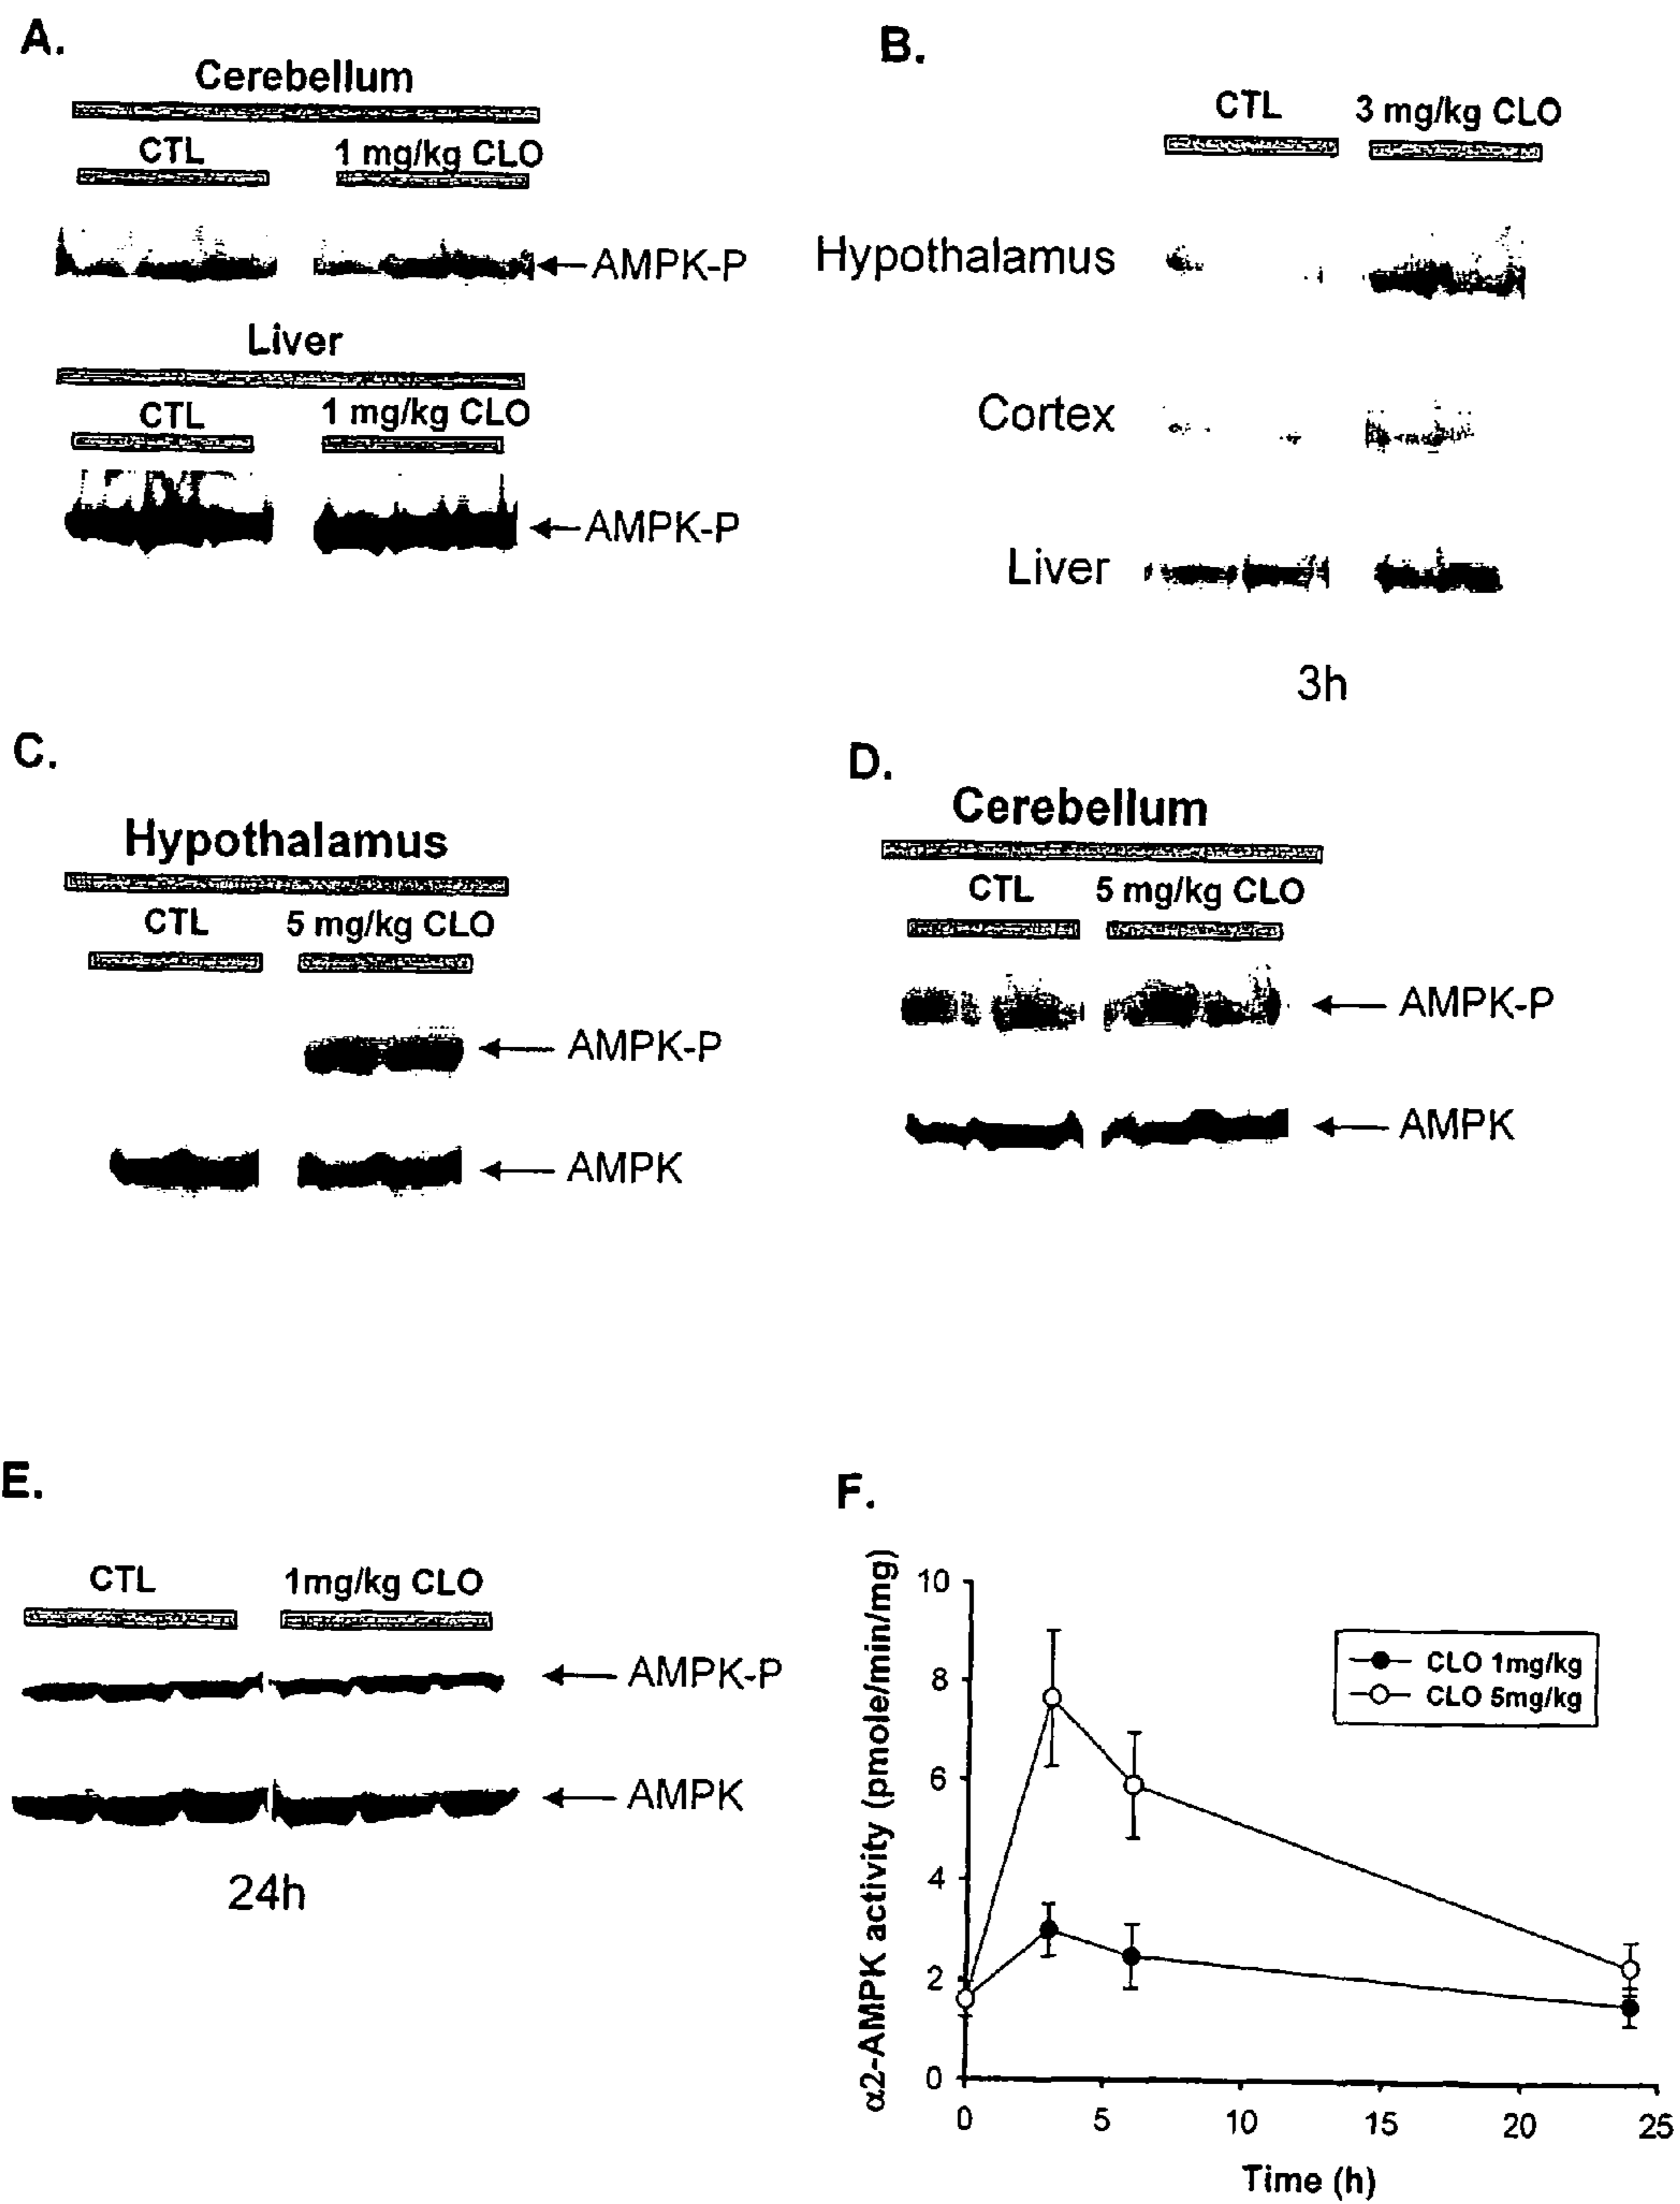 A.
Cerebellum
CTL 1 mg/kg CLO
AMPK-P
Liver
CTL 1 mg/kg CLO
AMPK-P
B.
CTL 3 mg/kg CLO
Hypothalamus
Cortex
Liver
3h
C.
Hypothalamus
CTL 5 mg/kg CLO
AMPK-P
AMPK
D.
Cerebellum
CTL 5 mg/kg CLO
AMPK-P
AMPK
E.
CTL 1mg/kg CLO
AMPK-P
AMPK
24h
F.
α2-AMPK activity (pmole/min/mg)
10
8
6
4
2
0
CLO 1mg/kg
CLO 5mg/kg
0 5 10 15 20 25
Time (h)